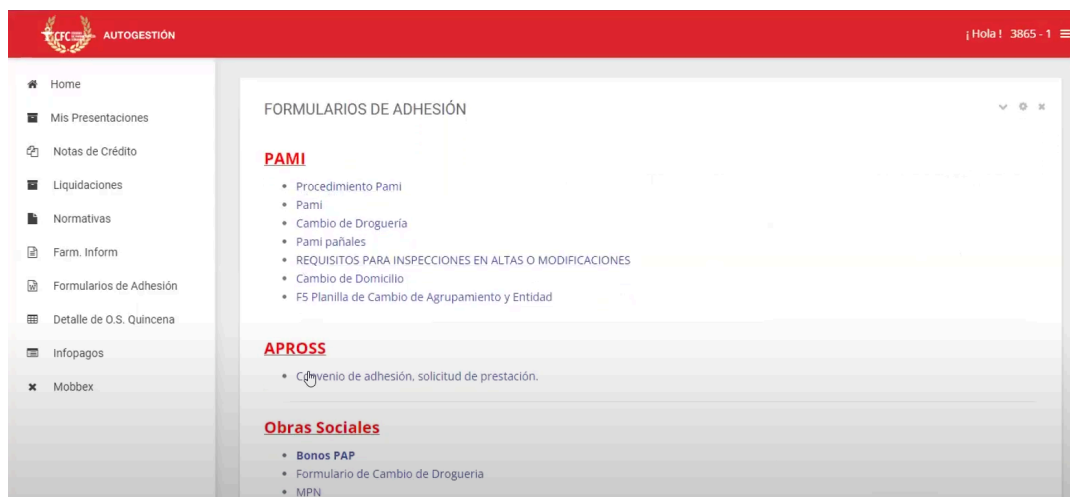 CFC AUTOGESTIÓN
¡Hola! 3865 - 1
Home
Mis Presentaciones
Notas de Crédito
Liquidaciones
Normativas
Farm. Inform
Formularios de Adhesión
Detalle de O.S. Quincena
Infopagos
Mobbex
FORMULARIOS DE ADHESIÓN
PAMI
Procedimiento Pami
Pami
Cambio de Droguería
Pami pañales
REQUISITOS PARA INSPECCIONES EN ALTAS O MODIFICACIONES
Cambio de Domicilio
F5 Planilla de Cambio de Agrupamiento y Entidad
APROSS
Convenio de adhesión, solicitud de prestación.
Obras Sociales
Bonos PAP
Formulario de Cambio de Drogueria
MPN